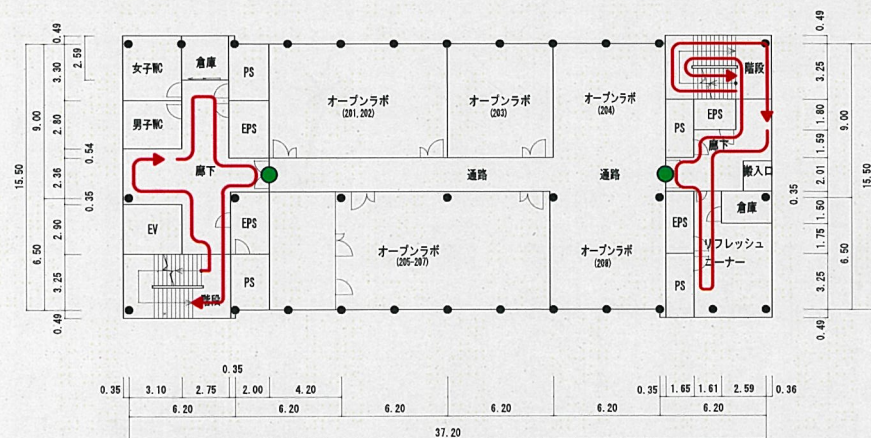 女子WC
倉庫
PS
オープンラボ
(201, 202)
オープンラボ
(203)
オープンラボ
(204)
階段
男子WC
EPS
PS
EPS
廊下
廊下
通路
通路
搬入口
倉庫
EV
EPS
オープンラボ
(205-207)
オープンラボ
(208)
EPS
リフレッシュ
コーナー
階段
PS
PS
0.49
2.59
3.30
9.00
2.80
0.54
15.50
2.36
0.35
2.90
6.50
3.25
0.49
0.49
3.25
1.80
9.00
1.59
2.01
15.50
0.35
1.50
1.75
6.50
3.25
0.49
0.35
0.35 3.10 2.75 2.00 4.20 0.35 1.65 1.61 2.59 0.36
6.20 6.20 6.20 6.20 6.20 6.20
37.20